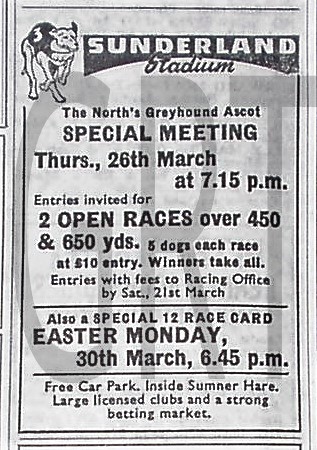 3
SUNDERLAND
Stadium
The North's Greyhound Ascot
SPECIAL MEETING
Thurs., 26th March
at 7.15 p.m.
Entries invited for
2 OPEN RACES over 450
& 650 yds. 5 dogs each race
at £10 entry. Winners take all.
Entries with fees to Racing Office
by Sat., 21st March
Also a SPECIAL 12 RACE CARD
EASTER MONDAY,
30th March, 6.45 p.m.
Free Car Park. Inside Sumner Hare.
Large licensed clubs and a strong
betting market.
GRT